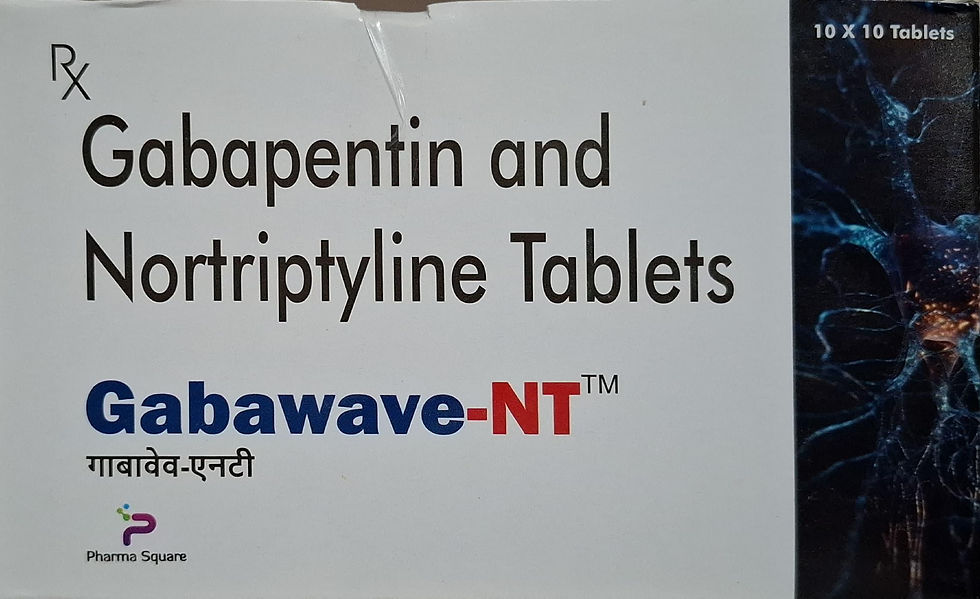 10 X 10 Tablets
Rx
Gabapentin and
Nortriptyline Tablets
Gabawave-NT™
गाबावेव-एनटी
Pharma Square